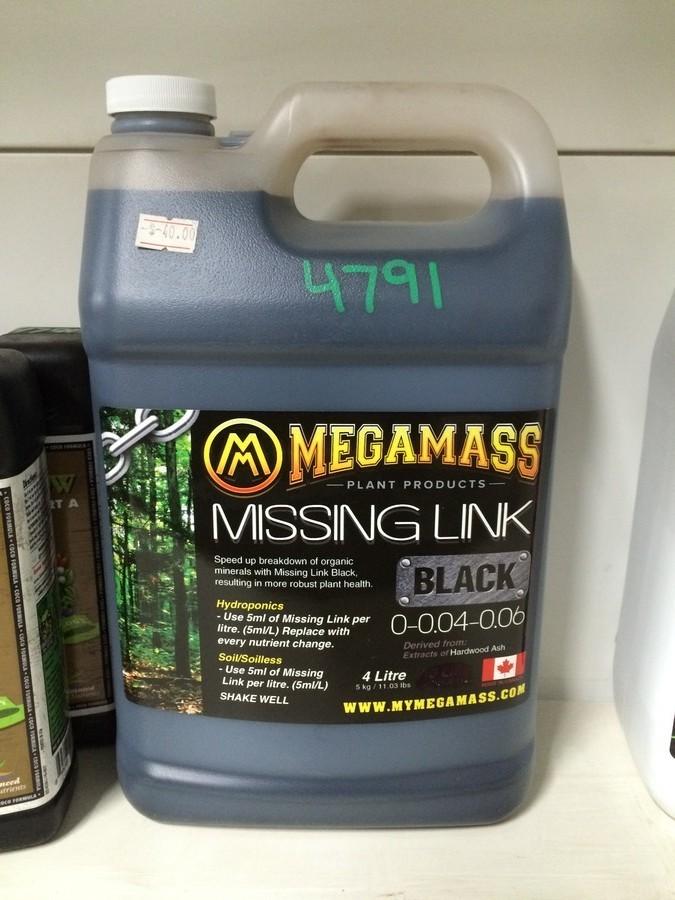 $40.00
4791
M MEGAMASS
PLANT PRODUCTS
MISSING LINK
BLACK
0-0.04-0.06
Speed up breakdown of organic
minerals with Missing Link Black,
resulting in more robust plant health.
Hydroponics
- Use 5ml of Missing Link per
litre. (5ml/L) Replace with
every nutrient change.
Soil/Soilless
- Use 5ml of Missing
Link per litre. (5ml/L)
SHAKE WELL
Derived from:
Extracts of Hardwood Ash
4 Litre
5 kg / 11.03 lbs
WWW.MYMEGAMASS.COM
COCO FORMULA
RT A